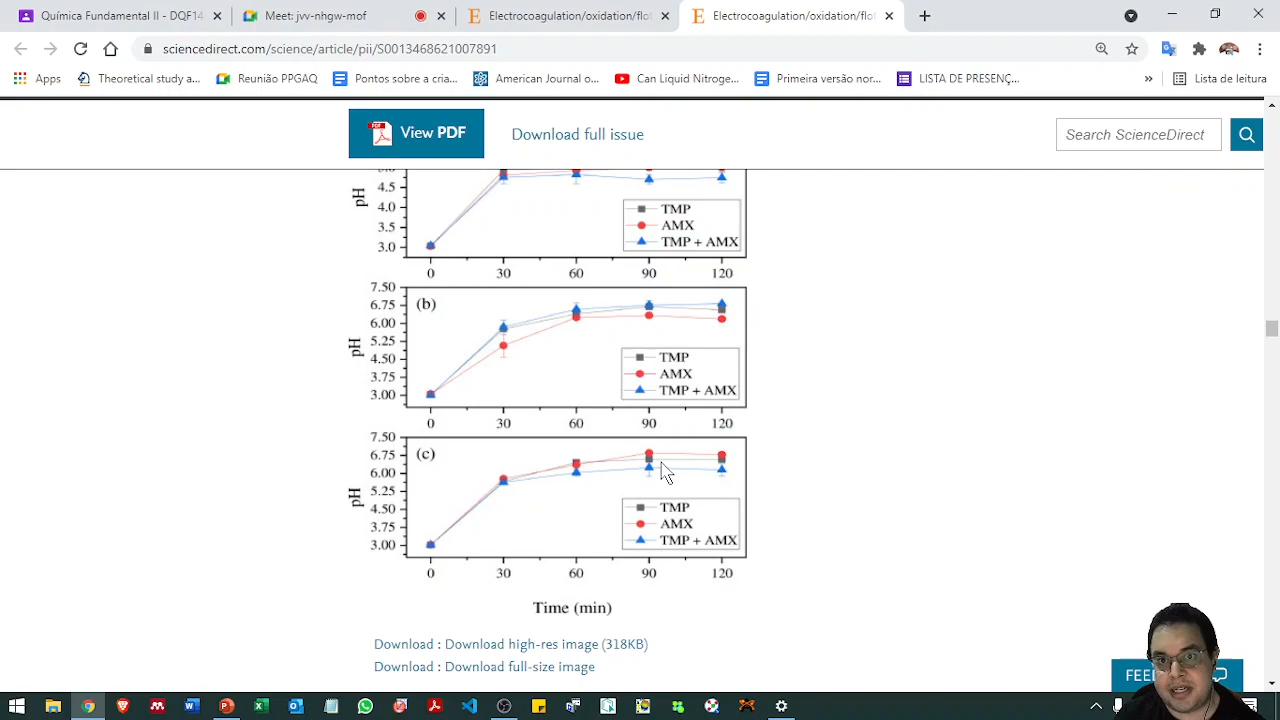 Química Quântica II - DCF14
Meet: jvv-nhgw-mof
Electrocoagulation/oxidation/flot
Electrocoagulation/oxidation/flot
sciencedirect.com/science/article/pii/S0013468621007891
Apps
Theoretical study a...
Reunião PPGAQ
Pontos sobre a cria...
American Journal o...
Can Liquid Nitroge...
Primeira versão nor...
LISTA DE PRESENÇ...
»
Lista de leitura
PDF
View PDF
Download full issue
Search ScienceDirect
pH
4.5
4.0
3.5
3.0
TMP
AMX
TMP + AMX
0 30 60 90 120
(b)
pH
7.50
6.75
6.00
5.25
4.50
3.75
3.00
TMP
AMX
TMP + AMX
0 30 60 90 120
(c)
pH
7.50
6.75
6.00
5.25
4.50
3.75
3.00
TMP
AMX
TMP + AMX
0 30 60 90 120
Time (min)
Download : Download high-res image (318KB)
Download : Download full-size image